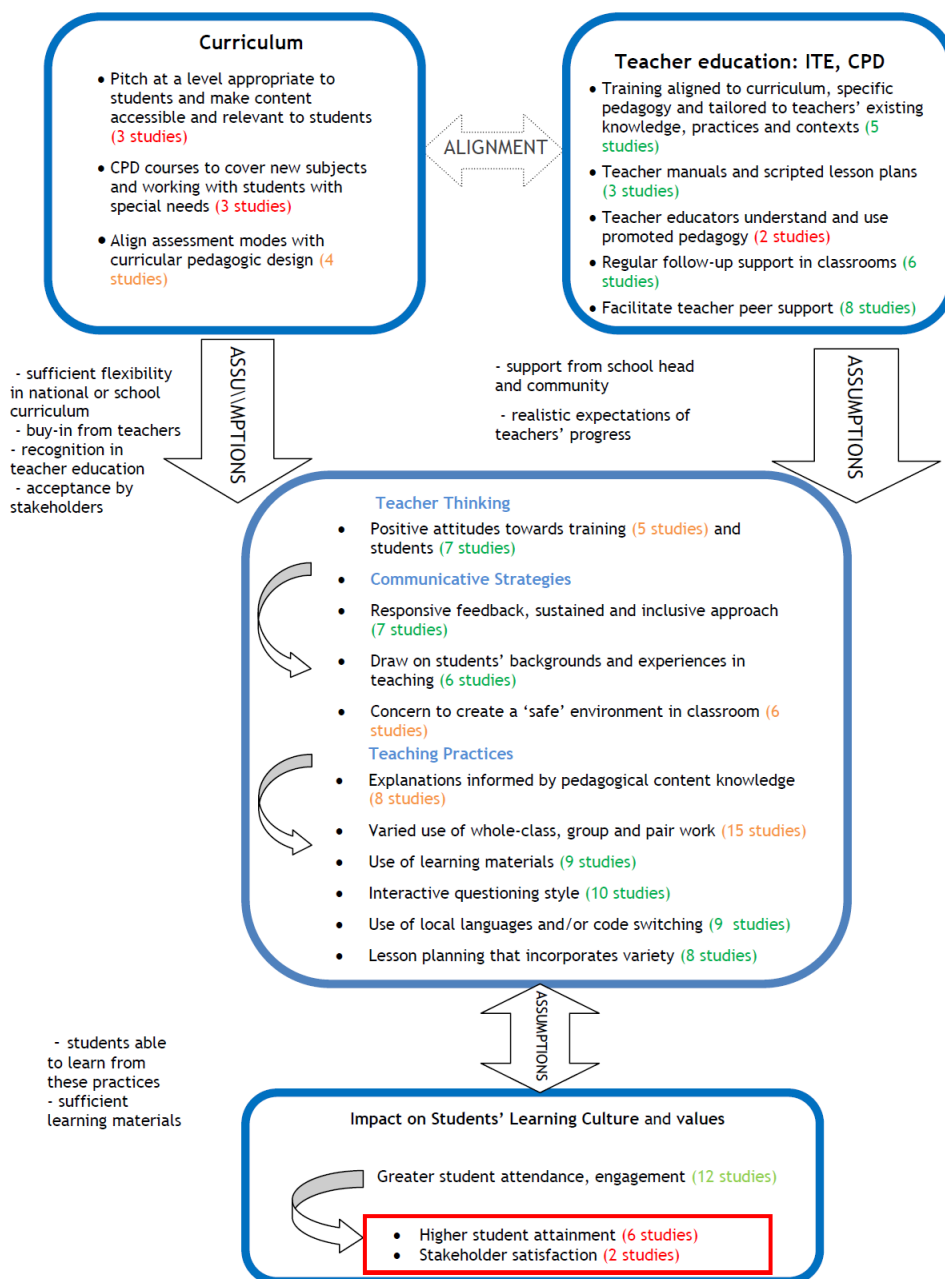 Curriculum
• Pitch at a level appropriate to
students and make content
accessible and relevant to students
(3 studies)
• CPD courses to cover new subjects
and working with students with
special needs (3 studies)
• Align assessment modes with
curricular pedagogic design (4
studies)
ALIGNMENT
Teacher education: ITE, CPD
• Training aligned to curriculum, specific
pedagogy and tailored to teachers’ existing
knowledge, practices and contexts (5
studies)
• Teacher manuals and scripted lesson plans
(3 studies)
• Teacher educators understand and use
promoted pedagogy (2 studies)
• Regular follow-up support in classrooms (6
studies)
• Facilitate teacher peer support (8 studies)
- sufficient flexibility
in national or school
curriculum
- buy-in from teachers
- recognition in
teacher education
- acceptance by
stakeholders
ASSU\\MPTIONS
- support from school head
and community
- realistic expectations of
teachers’ progress
ASSUMPTIONS
Teacher Thinking
• Positive attitudes towards training (5 studies) and
students (7 studies)
• Communicative Strategies
• Responsive feedback, sustained and inclusive approach
(7 studies)
• Draw on students’ backgrounds and experiences in
teaching (6 studies)
• Concern to create a ‘safe’ environment in classroom (6
studies)
Teaching Practices
• Explanations informed by pedagogical content knowledge
(8 studies)
• Varied use of whole-class, group and pair work (15 studies)
• Use of learning materials (9 studies)
• Interactive questioning style (10 studies)
• Use of local languages and/or code switching (9 studies)
• Lesson planning that incorporates variety (8 studies)
ASSUMPTIONS
- students able
to learn from
these practices
- sufficient
learning materials
Impact on Students’ Learning Culture and values
Greater student attendance, engagement (12 studies)
• Higher student attainment (6 studies)
• Stakeholder satisfaction (2 studies)